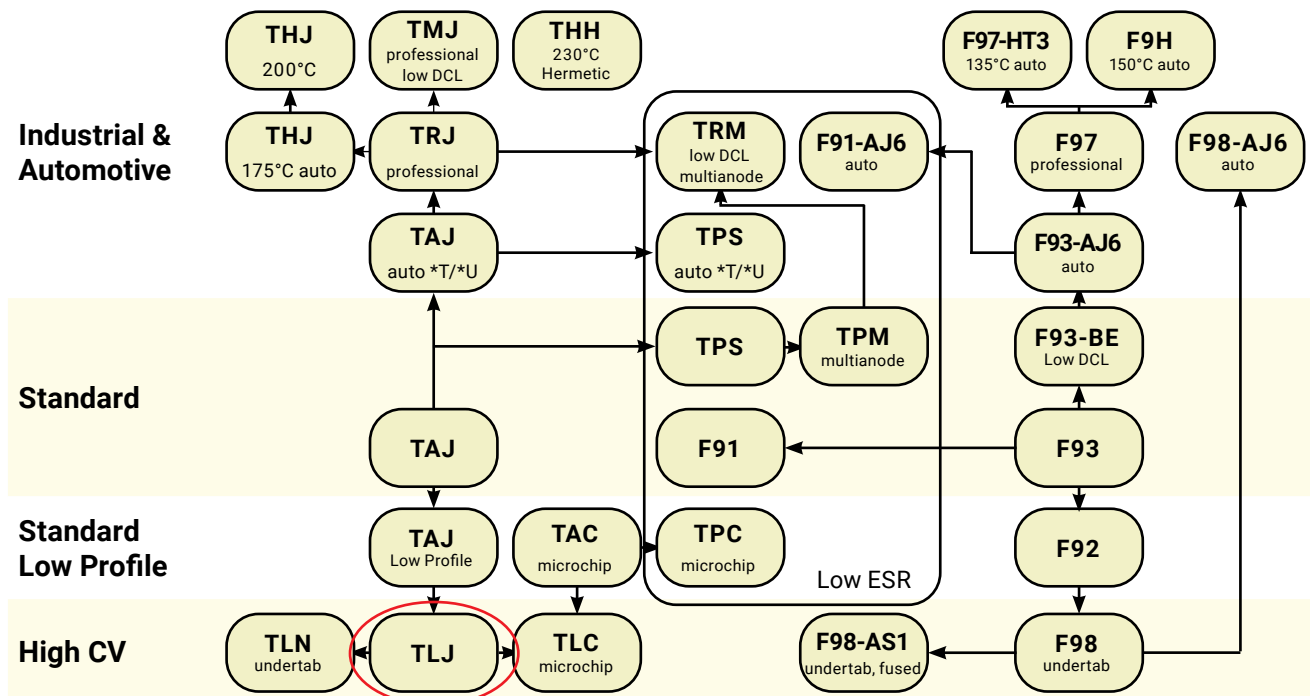 THJ
200°C
TMJ
professional
low DCL
THH
230°C
Hermetic
F97-HT3
135°C auto
F9H
150°C auto
Industrial &
Automotive
THJ
175°C auto
TRJ
professional
TRM
low DCL
multianode
F91-AJ6
auto
F97
professional
F98-AJ6
auto
TAJ
auto *T/*U
TPS
auto *T/*U
F93-AJ6
auto
Standard
TPS
TPM
multianode
F93-BE
Low DCL
TAJ
F91
F93
Standard
Low Profile
TAJ
Low Profile
TAC
microchip
TPC
microchip
Low ESR
F92
High CV
TLN
undertab
TLJ
TLC
microchip
F98-AS1
undertab, fused
F98
undertab